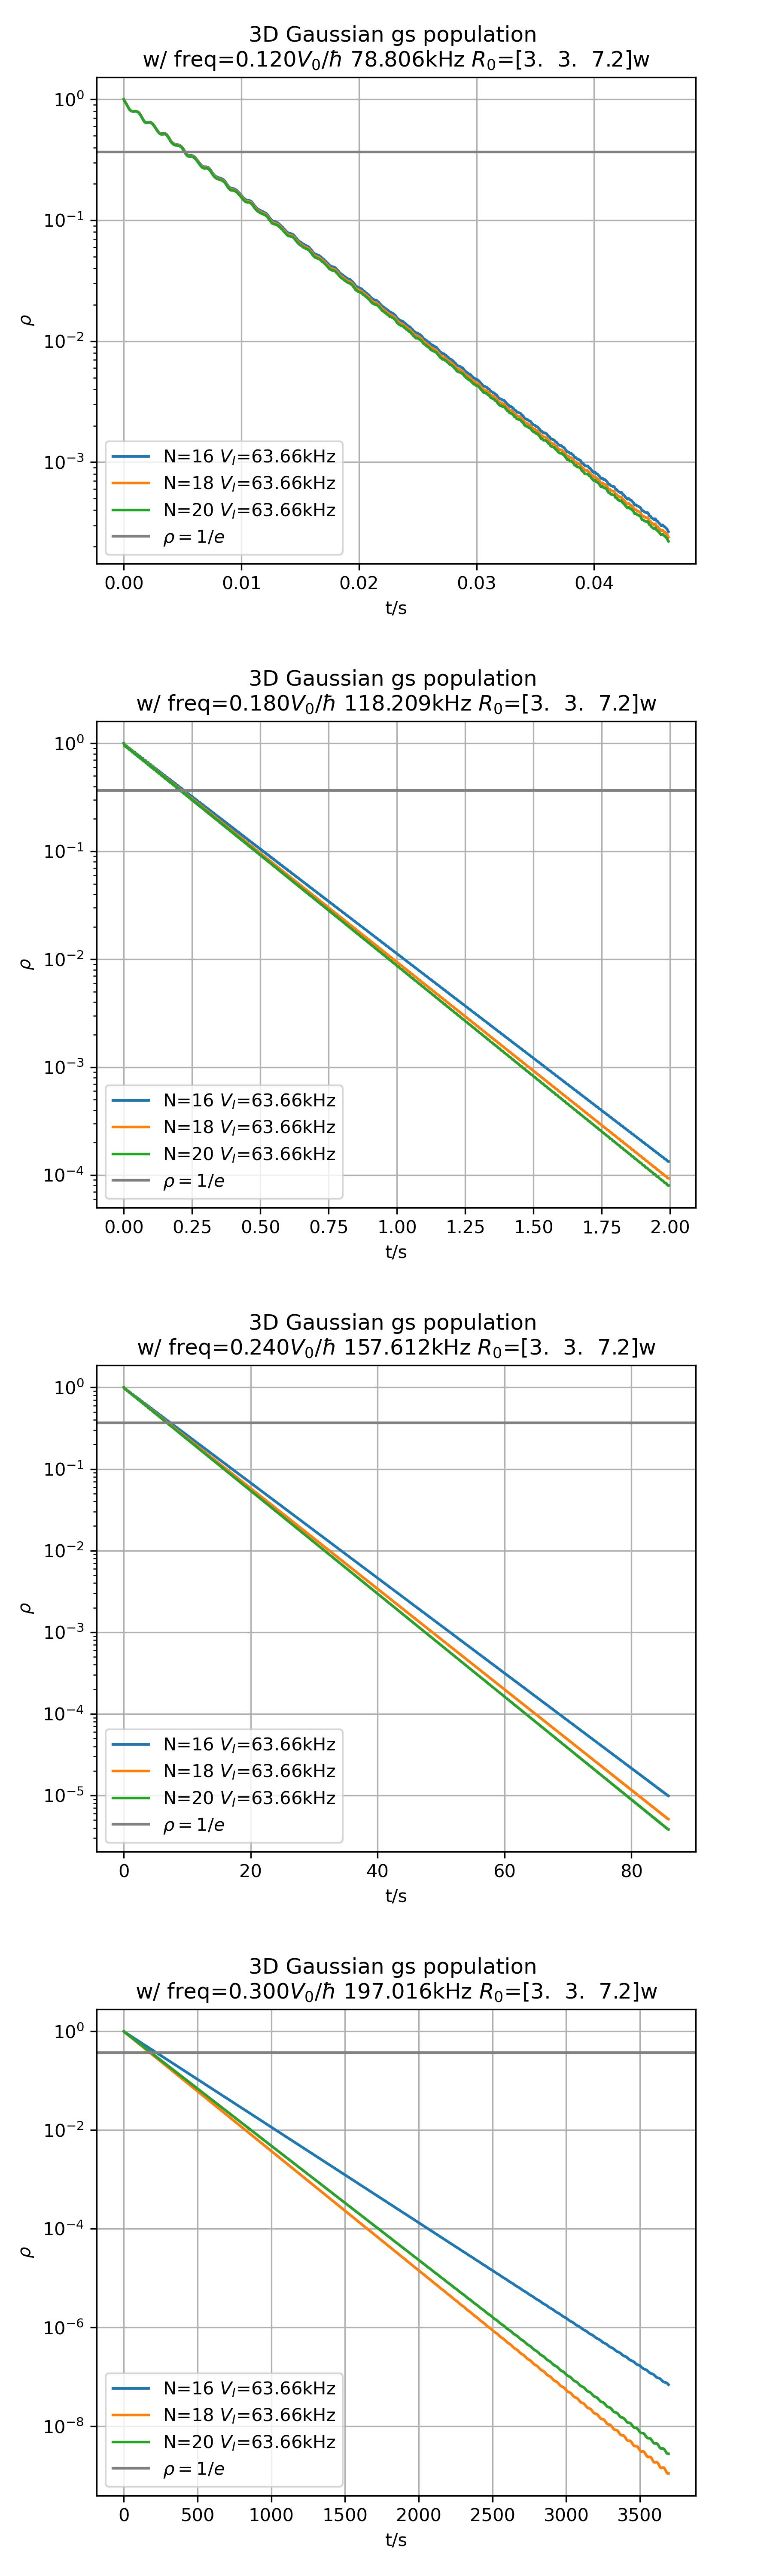 3D Gaussian gs population
w/ freq=0.120V₀/ħ 78.806kHz R₀=[3. 3. 7.2]w
10⁰
10⁻¹
10⁻²
10⁻³
ρ
N=16 V_I=63.66kHz
N=18 V_I=63.66kHz
N=20 V_I=63.66kHz
ρ = 1/e
0.00 0.01 0.02 0.03 0.04
t/s
3D Gaussian gs population
w/ freq=0.180V₀/ħ 118.209kHz R₀=[3. 3. 7.2]w
10⁰
10⁻¹
10⁻²
10⁻³
10⁻⁴
ρ
N=16 V_I=63.66kHz
N=18 V_I=63.66kHz
N=20 V_I=63.66kHz
ρ = 1/e
0.00 0.25 0.50 0.75 1.00 1.25 1.50 1.75 2.00
t/s
3D Gaussian gs population
w/ freq=0.240V₀/ħ 157.612kHz R₀=[3. 3. 7.2]w
10⁰
10⁻¹
10⁻²
10⁻³
10⁻⁴
10⁻⁵
ρ
N=16 V_I=63.66kHz
N=18 V_I=63.66kHz
N=20 V_I=63.66kHz
ρ = 1/e
0 20 40 60 80
t/s
3D Gaussian gs population
w/ freq=0.300V₀/ħ 197.016kHz R₀=[3. 3. 7.2]w
10⁰
10⁻²
10⁻⁴
10⁻⁶
10⁻⁸
ρ
N=16 V_I=63.66kHz
N=18 V_I=63.66kHz
N=20 V_I=63.66kHz
ρ = 1/e
0 500 1000 1500 2000 2500 3000 3500
t/s